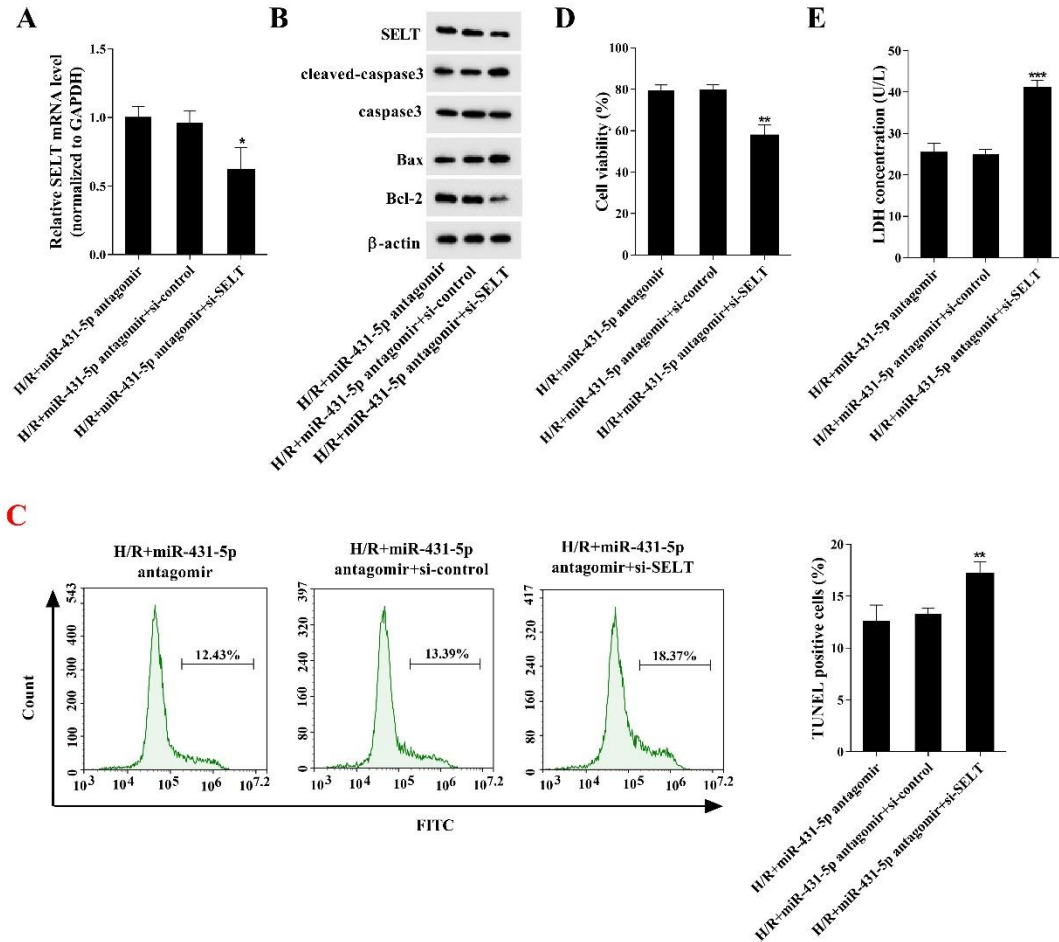 A
Relative SELT mRNA level
(normalized to GAPDH)
1.5
1.0
0.5
0.0
*
H/R+miR-431-5p antagomir
H/R+miR-431-5p antagomir+si-control
H/R+miR-431-5p antagomir+si-SELT
B
SELT
cleaved-caspase3
caspase3
Bax
Bcl-2
β-actin
H/R+miR-431-5p antagomir
H/R+miR-431-5p antagomir+si-control
H/R+miR-431-5p antagomir+si-SELT
D
Cell viability (%)
100
80
60
40
20
0
**
H/R+miR-431-5p antagomir
H/R+miR-431-5p antagomir+si-control
H/R+miR-431-5p antagomir+si-SELT
E
LDH concentration (U/L)
50
40
30
20
10
0
***
H/R+miR-431-5p antagomir
H/R+miR-431-5p antagomir+si-control
H/R+miR-431-5p antagomir+si-SELT
C
Count
H/R+miR-431-5p
antagomir
543
400
300
200
100
0
12.43%
10³ 10⁴ 10⁵ 10⁶ 10⁷·²
H/R+miR-431-5p
antagomir+si-control
397
320
240
160
80
0
13.39%
10³ 10⁴ 10⁵ 10⁶ 10⁷·²
H/R+miR-431-5p
antagomir+si-SELT
417
320
240
160
80
0
18.37%
10³ 10⁴ 10⁵ 10⁶ 10⁷·²
FITC
TUNEL positive cells (%)
20
15
10
5
0
**
H/R+miR-431-5p antagomir
H/R+miR-431-5p antagomir+si-control
H/R+miR-431-5p antagomir+si-SELT